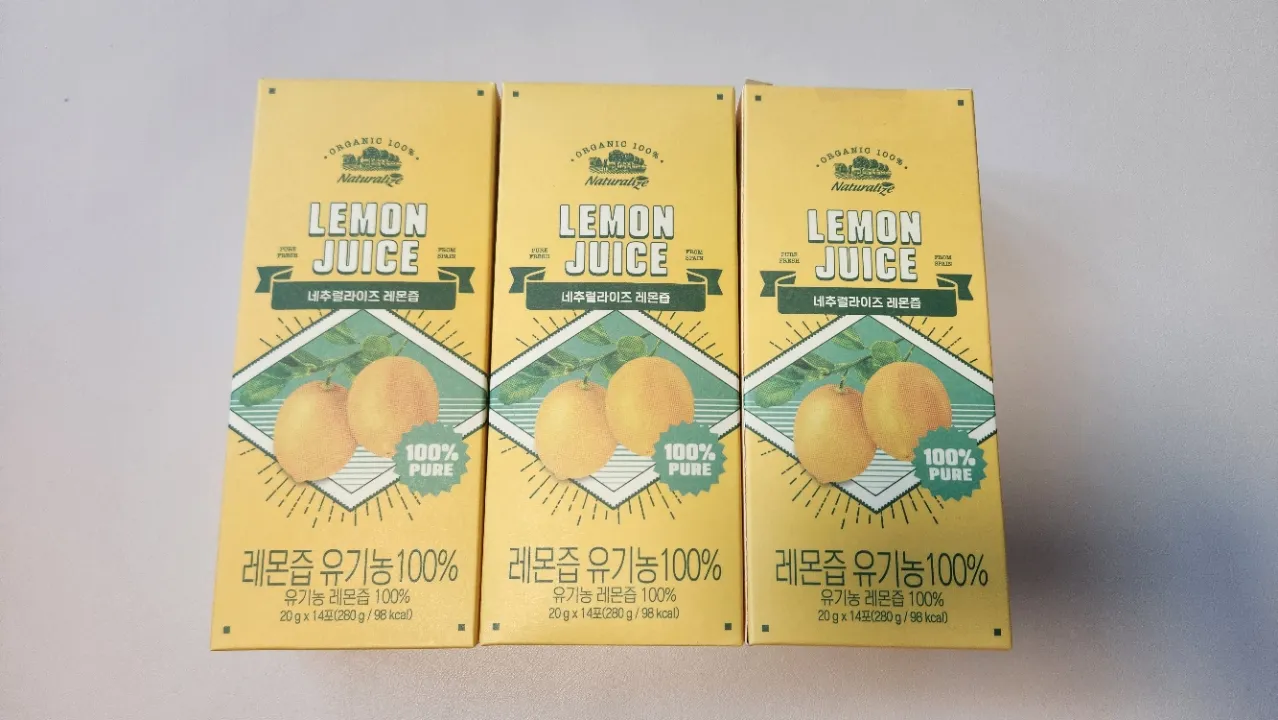 ORGANIC 100%
Naturalize
LEMON
JUICE
PURE
FRESH
FROM
SPAIN
네추럴라이즈 레몬즙
100%
PURE
레몬즙 유기농100%
유기농 레몬즙 100%
20 g x 14포(280 g / 98 kcal)
ORGANIC 100%
Naturalize
LEMON
JUICE
PURE
FRESH
FROM
SPAIN
네추럴라이즈 레몬즙
100%
PURE
레몬즙 유기농100%
유기농 레몬즙 100%
20 g x 14포(280 g / 98 kcal)
ORGANIC 100%
Naturalize
LEMON
JUICE
PURE
FRESH
FROM
SPAIN
네추럴라이즈 레몬즙
100%
PURE
레몬즙 유기농100%
유기농 레몬즙 100%
20 g x 14포(280 g / 98 kcal)